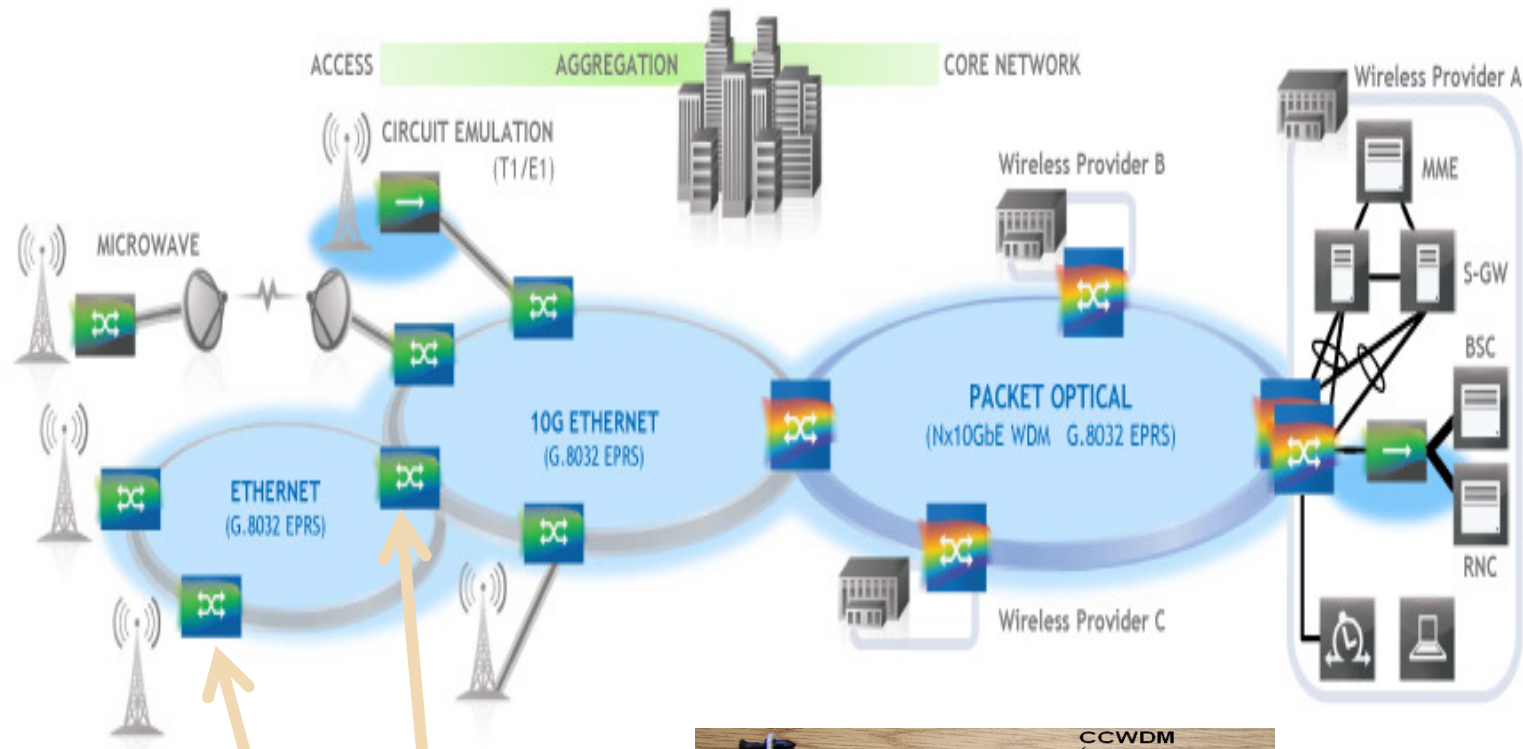 ACCESS
AGGREGATION
CORE NETWORK
Wireless Provider A
CIRCUIT EMULATION
(T1/E1)
Wireless Provider B
MME
MICROWAVE
S-GW
BSC
10G ETHERNET
(G.8032 EPRS)
PACKET OPTICAL
(Nx10GbE WDM G.8032 EPRS)
ETHERNET
(G.8032 EPRS)
RNC
Wireless Provider C
CCWDM